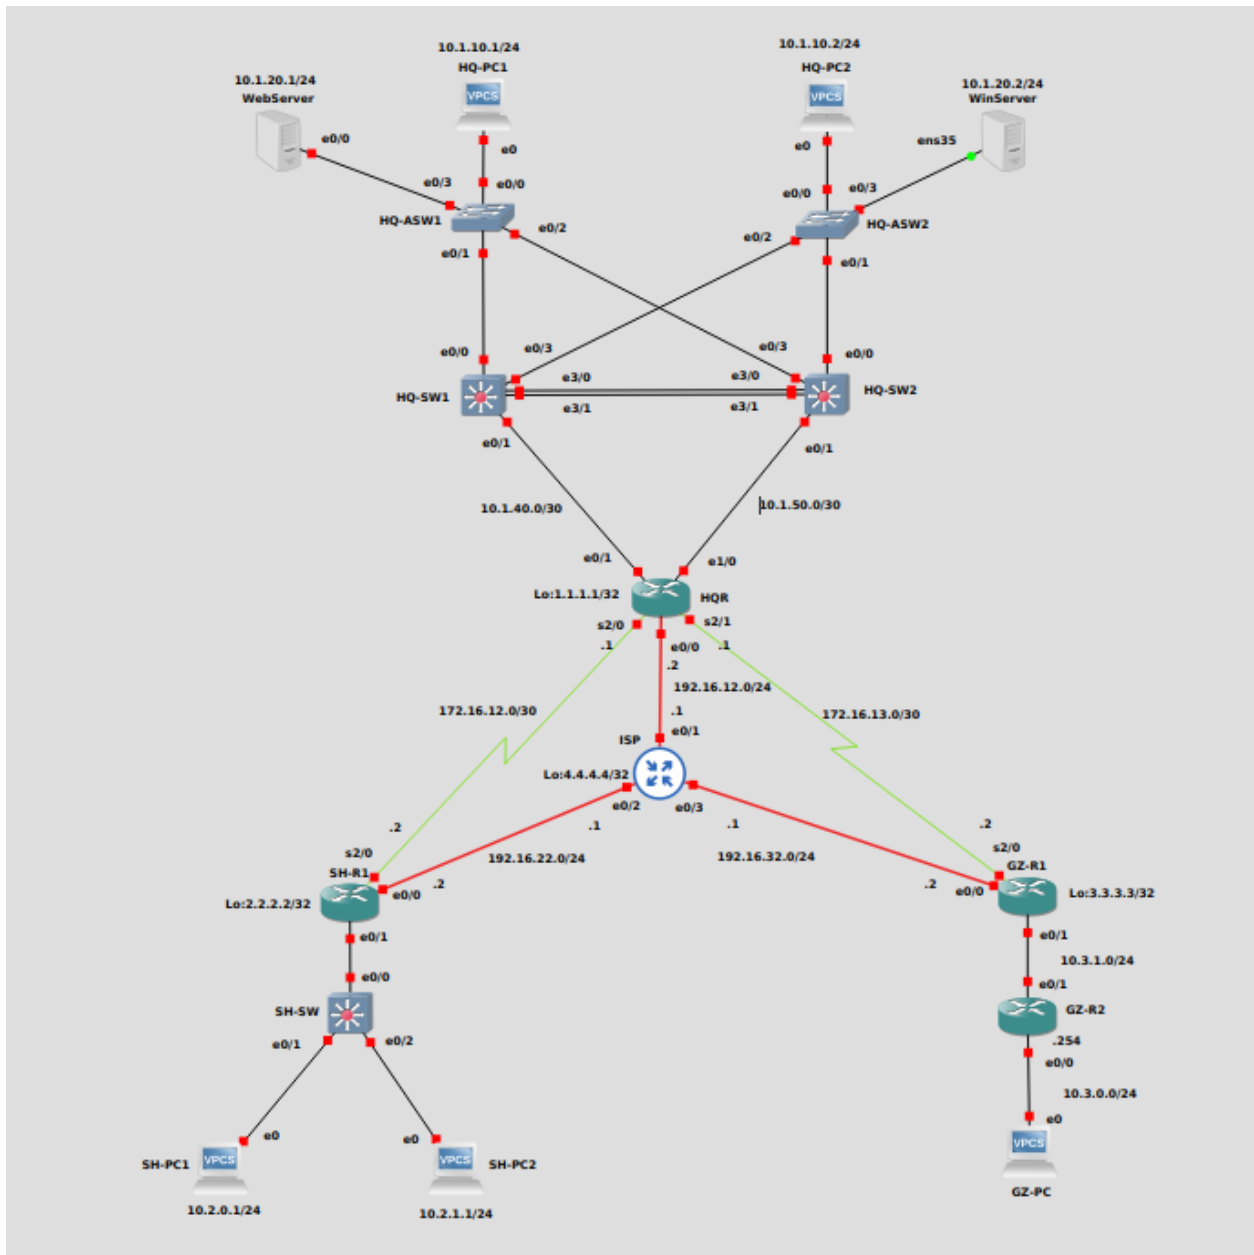 10.1.10.1/24
HQ-PC1
VPCS
10.1.10.2/24
HQ-PC2
VPCS
10.1.20.1/24
WebServer
10.1.20.2/24
WinServer
e0/0
e0
e0
ens35
e0/3
e0/0
e0/0
e0/3
HQ-ASW1
e0/2
e0/2
HQ-ASW2
e0/1
e0/1
e0/0
e0/3
e0/3
e0/0
HQ-SW1
e3/0
e3/0
HQ-SW2
e3/1
e3/1
e0/1
e0/1
10.1.40.0/30
10.1.50.0/30
e0/1
e1/0
Lo:1.1.1.1/32
HQR
s2/0
s2/1
.1
e0/0
.1
.2
192.16.12.0/24
172.16.12.0/30
.1
172.16.13.0/30
e0/1
ISP
Lo:4.4.4.4/32
e0/2
e0/3
.1
.1
.2
.2
192.16.22.0/24
192.16.32.0/24
s2/0
s2/0
SH-R1
.2
e0/0
.2
e0/0
GZ-R1
Lo:2.2.2.2/32
Lo:3.3.3.3/32
e0/1
e0/1
10.3.1.0/24
e0/0
e0/1
SH-SW
GZ-R2
e0/1
e0/2
.254
e0/0
10.3.0.0/24
e0
e0
e0
SH-PC1
VPCS
VPCS
SH-PC2
VPCS
GZ-PC
10.2.0.1/24
10.2.1.1/24